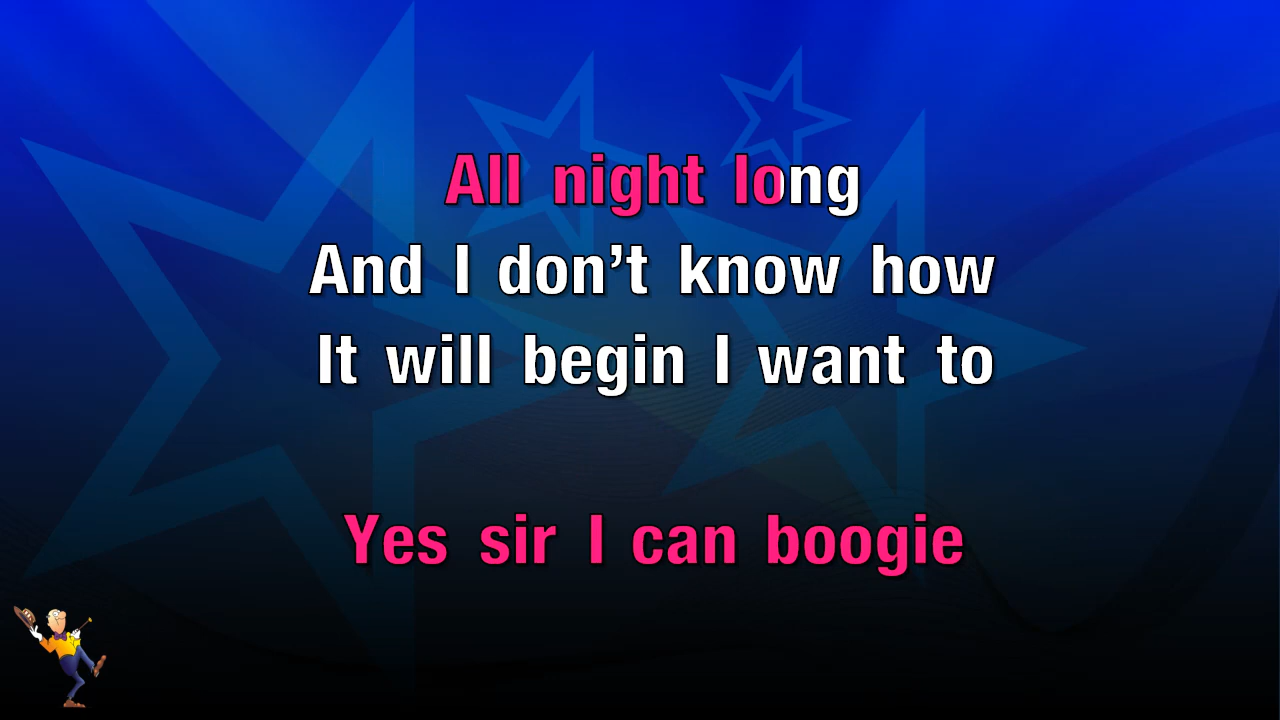 All night long
And I don’t know how
It will begin I want to
Yes sir I can boogie